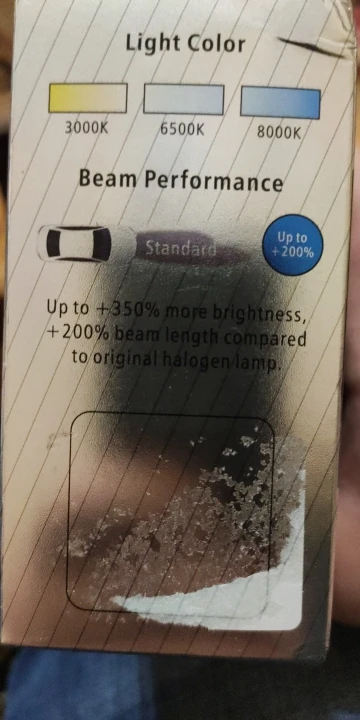 Light Color
3000K 6500K 8000K
Beam Performance
Standard
Up to
+200%
Up to +350% more brightness,
+200% beam length compared
to original halogen lamp.